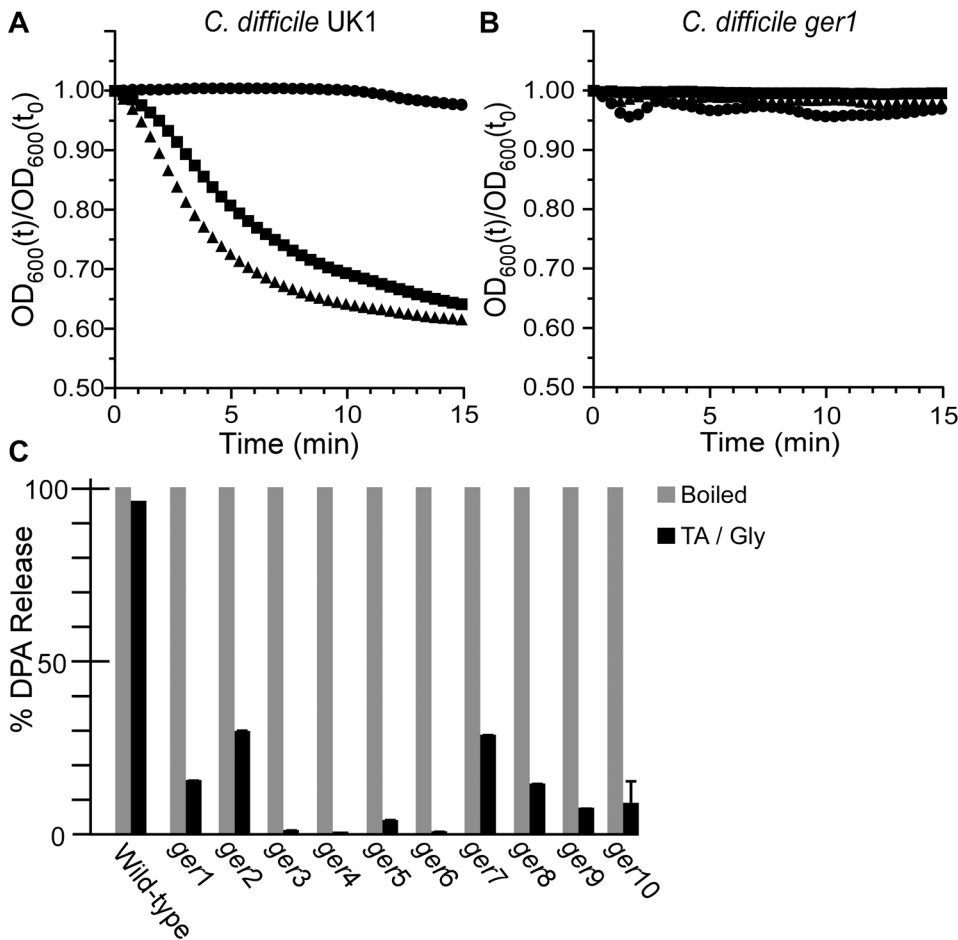 A
C. difficile UK1
1.00
0.90
0.80
0.70
0.60
0.50
OD600(t)/OD600(t0)
0 5 10 15
Time (min)
B
C. difficile ger1
1.00
0.90
0.80
0.70
0.60
0.50
OD600(t)/OD600(t0)
0 5 10 15
Time (min)
C
100
50
0
% DPA Release
Boiled
TA / Gly
Wild-type
ger1
ger2
ger3
ger4
ger5
ger6
ger7
ger8
ger9
ger10